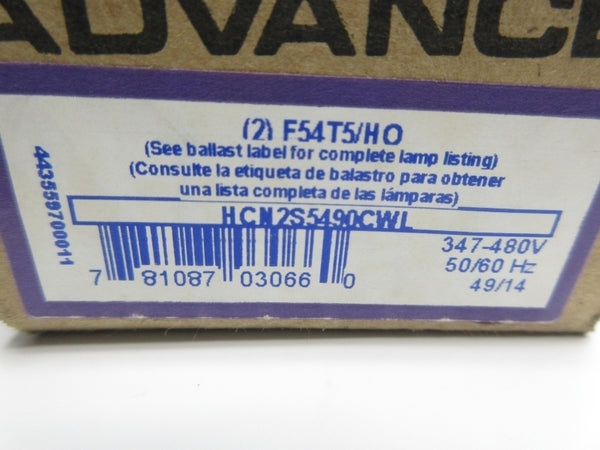 ADVANCE
(2) F54T5/HO
(See ballast label for complete lamp listing)
(Consulte la etiqueta de balastro para obtener
una lista completa de las lámparas)
HCN2S5490CWL
347-480V
50/60 Hz
49/14
7 81087 03066 0
443559700011